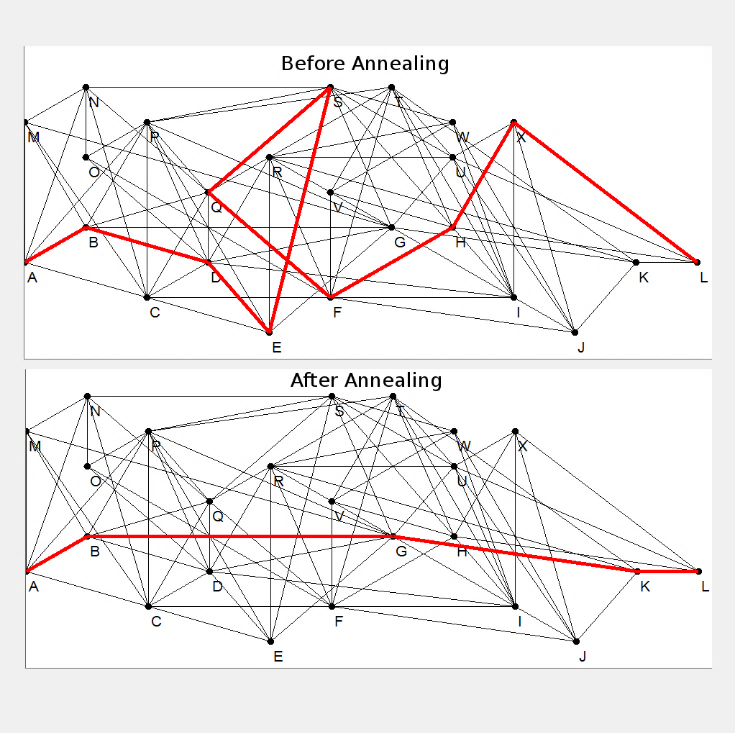 Before Annealing
N
S
T
M
P
W
X
O
R
U
Q
V
B
G
H
A
D
K
L
C
F
I
E
J
After Annealing
N
S
T
M
P
W
X
O
R
U
Q
V
B
G
H
A
D
K
L
C
F
I
E
J